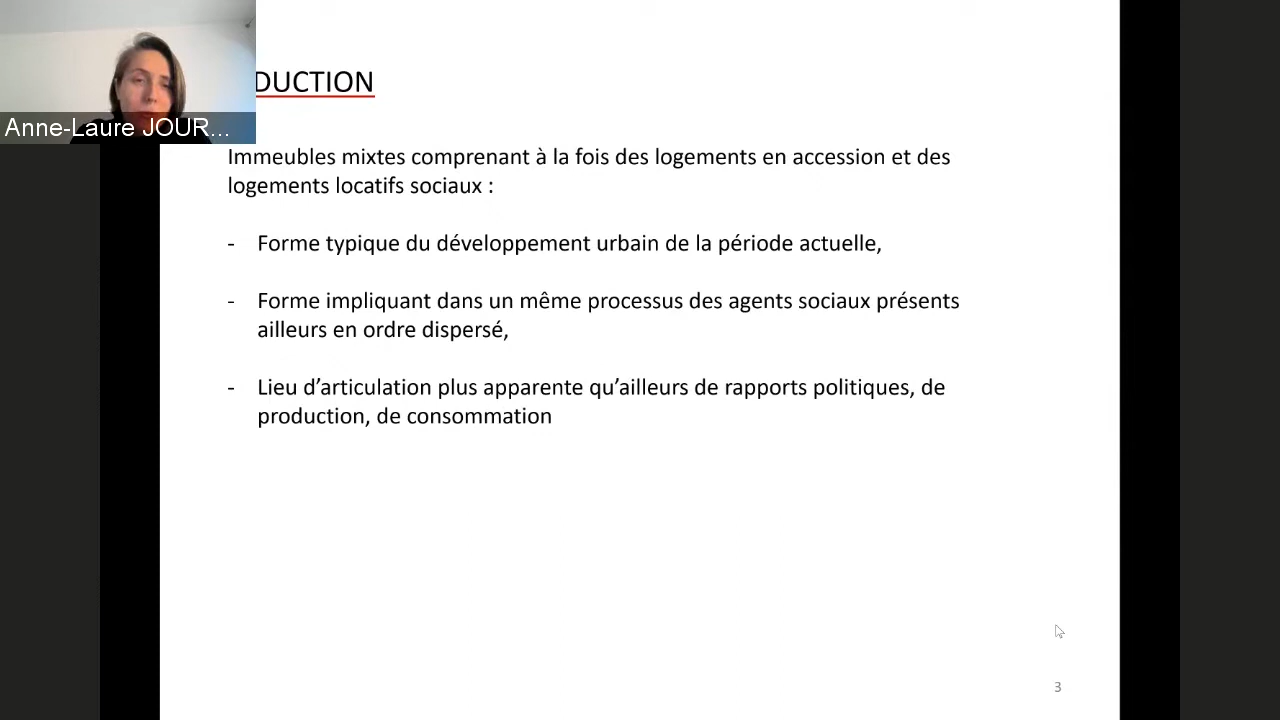 DUCTION
Anne-Laure JOUR...
Immeubles mixtes comprenant à la fois des logements en accession et des
logements locatifs sociaux :
- Forme typique du développement urbain de la période actuelle,
- Forme impliquant dans un même processus des agents sociaux présents
ailleurs en ordre dispersé,
- Lieu d’articulation plus apparente qu’ailleurs de rapports politiques, de
production, de consommation
3